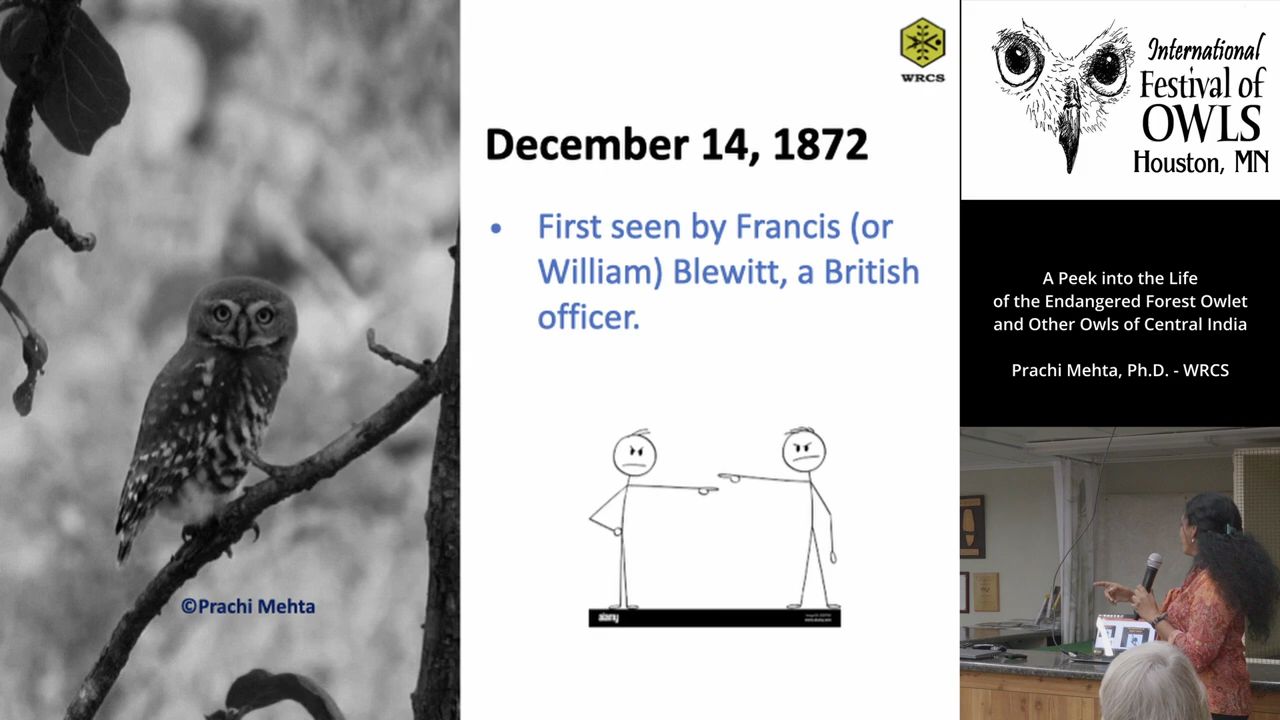 WRCS
December 14, 1872
• First seen by Francis (or
William) Blewitt, a British
officer.
©Prachi Mehta
alamy
International
Festival of
OWLS
Houston, MN
A Peek into the Life
of the Endangered Forest Owlet
and Other Owls of Central India
Prachi Mehta, Ph.D. - WRCS